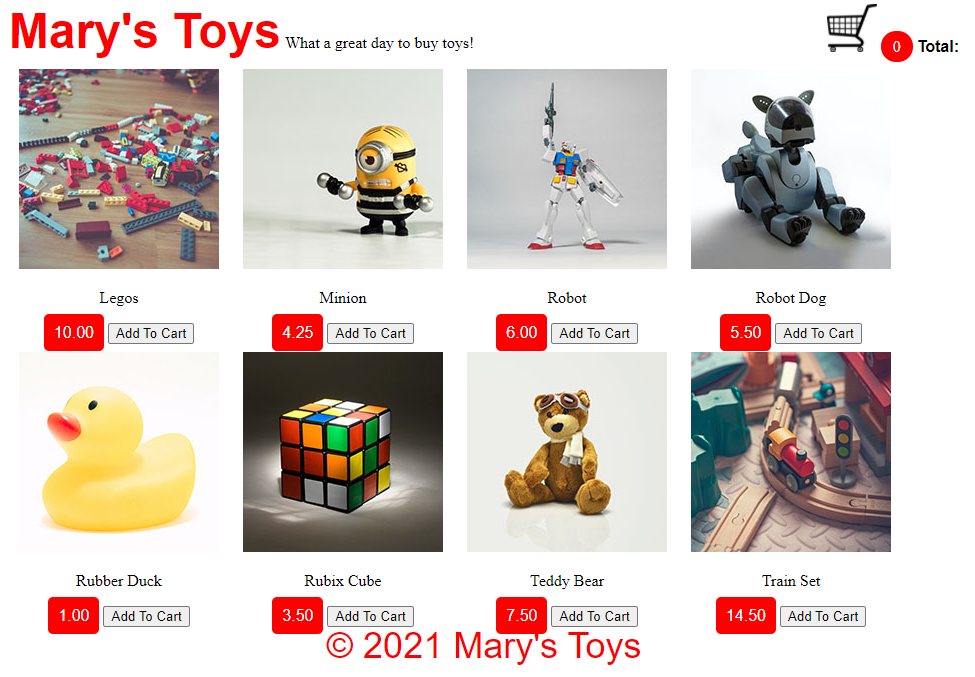 Mary's Toys What a great day to buy toys! 0 Total:
Legos Minion Robot Robot Dog
10.00 Add To Cart 4.25 Add To Cart 6.00 Add To Cart 5.50 Add To Cart
Rubber Duck Rubix Cube Teddy Bear Train Set
1.00 Add To Cart 3.50 Add To Cart 7.50 Add To Cart 14.50 Add To Cart
© 2021 Mary's Toys